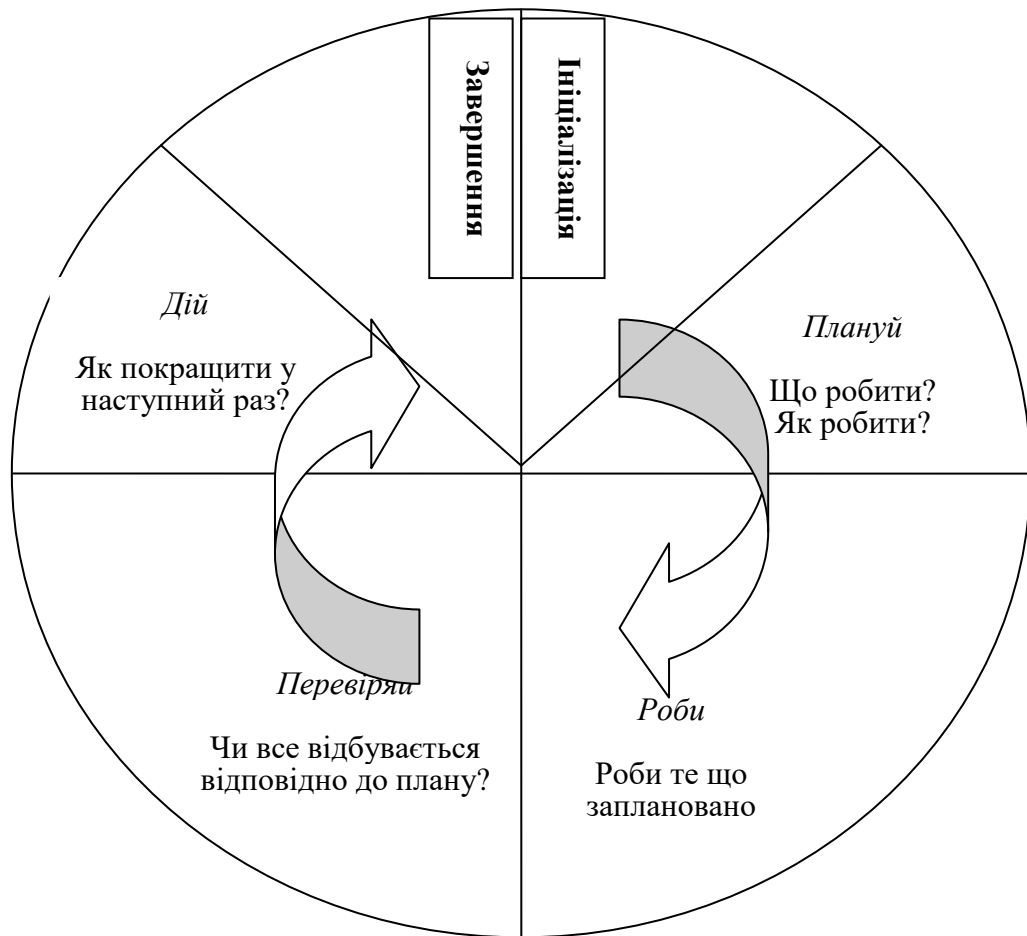 Завершення
Ініціалізація
Дій
Як покращити у
наступний раз?
Плануй
Що робити?
Як робити?
Перевіряй
Чи все відбувається
відповідно до плану?
Роби
Роби те що
заплановано